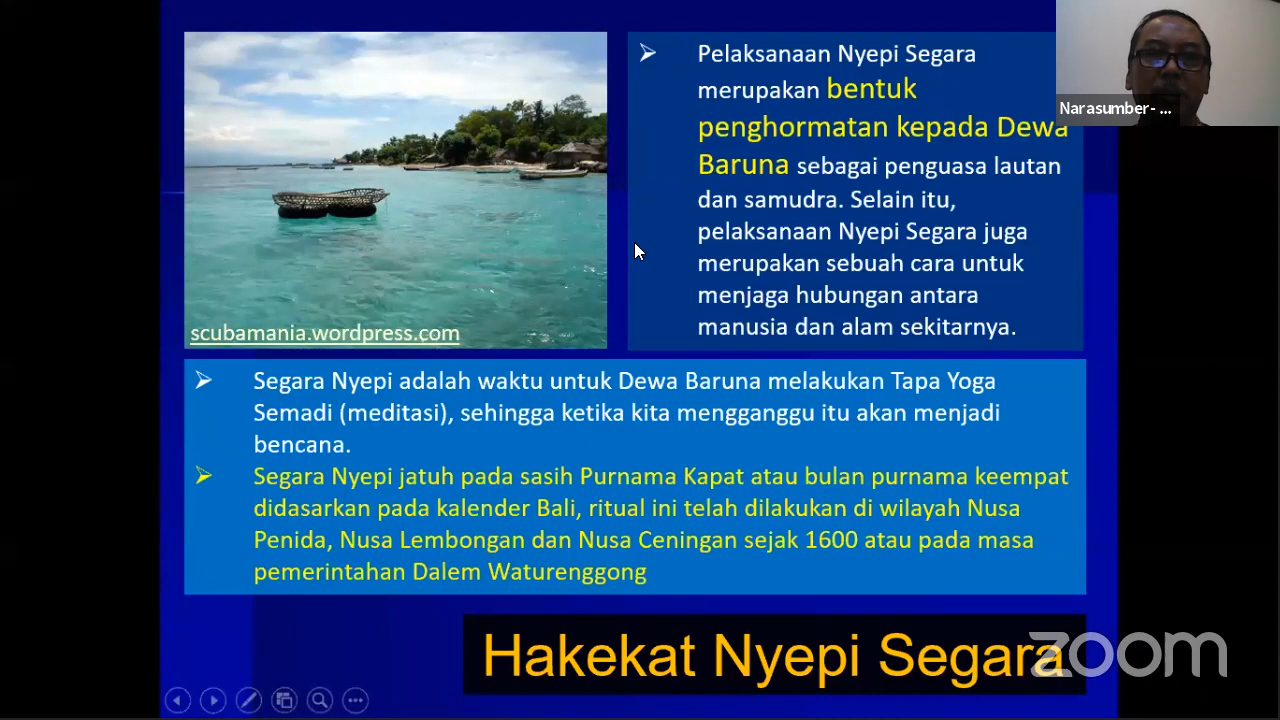 Pelaksanaan Nyepi Segara
merupakan bentuk
penghormatan kepada Dewa
Baruna sebagai penguasa lautan
dan samudra. Selain itu,
pelaksanaan Nyepi Segara juga
merupakan sebuah cara untuk
menjaga hubungan antara
manusia dan alam sekitarnya.
Narasumber- ...
scubamania.wordpress.com
Segara Nyepi adalah waktu untuk Dewa Baruna melakukan Tapa Yoga
Semadi (meditasi), sehingga ketika kita mengganggu itu akan menjadi
bencana.
Segara Nyepi jatuh pada sasih Purnama Kapat atau bulan purnama keempat
didasarkan pada kalender Bali, ritual ini telah dilakukan di wilayah Nusa
Penida, Nusa Lembongan dan Nusa Ceningan sejak 1600 atau pada masa
pemerintahan Dalem Waturenggong
Hakekat Nyepi Segara
zoom